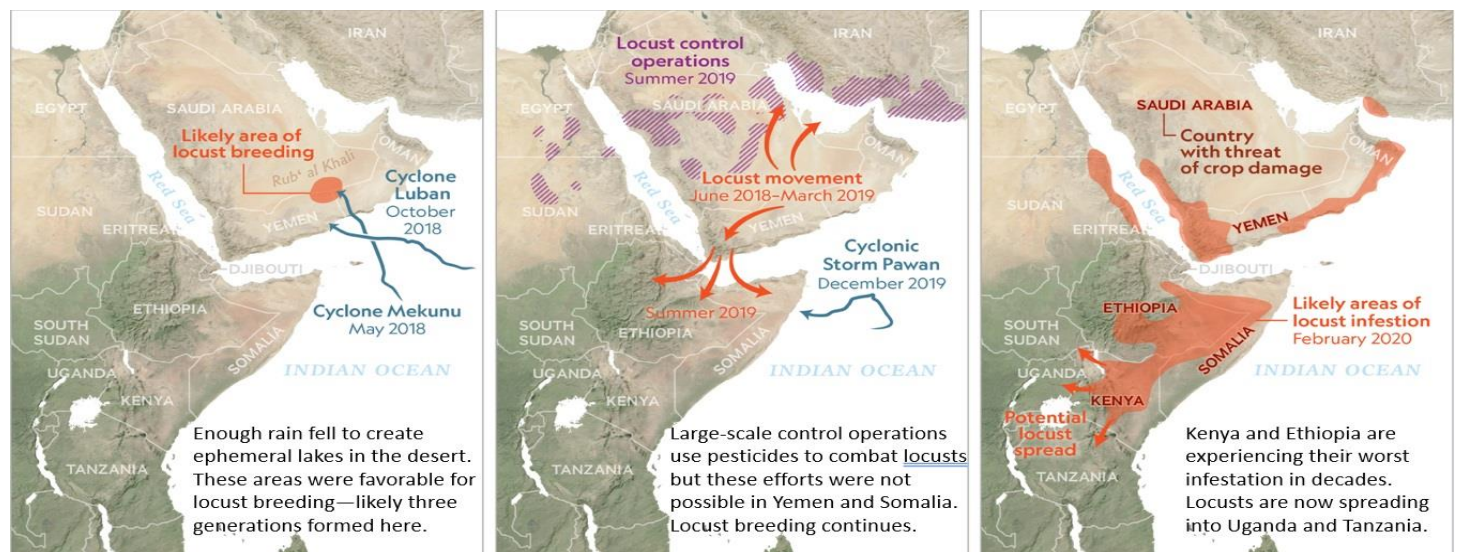 IRAN
EGYPT
SAUDI ARABIA
Likely area of
locust breeding
Rub' al Khali
OMAN
Cyclone
Luban
October
2018
Red Sea
SUDAN
ERITREA
YEMEN
DJIBOUTI
Cyclone Mekunu
May 2018
ETHIOPIA
SOUTH
SUDAN
SOMALIA
UGANDA
INDIAN OCEAN
KENYA
TANZANIA
Enough rain fell to create
ephemeral lakes in the desert.
These areas were favorable for
locust breeding—likely three
generations formed here.
Locust control
operations
Summer 2019
IRAN
EGYPT
SAUDI ARABIA
OMAN
Locust movement
June 2018–March 2019
Red Sea
SUDAN
ERITREA
YEMEN
Cyclonic
Storm Pawan
December 2019
DJIBOUTI
Summer 2019
ETHIOPIA
SOUTH
SUDAN
SOMALIA
UGANDA
INDIAN OCEAN
KENYA
TANZANIA
Large-scale control operations
use pesticides to combat locusts
but these efforts were not
possible in Yemen and Somalia.
Locust breeding continues.
IRAN
EGYPT
SAUDI ARABIA
Country
with threat
of crop damage
OMAN
Red Sea
SUDAN
ERITREA
YEMEN
DJIBOUTI
ETHIOPIA
Likely areas of
locust infestion
February 2020
SOUTH
SUDAN
SOMALIA
UGANDA
INDIAN OCEAN
KENYA
Potential
locust
spread
TANZANIA
Kenya and Ethiopia are
experiencing their worst
infestation in decades.
Locusts are now spreading
into Uganda and Tanzania.